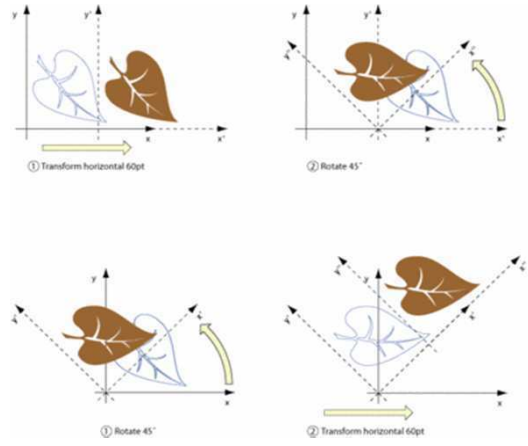 y
y'
x
x'
① Transform horizontal 60pt
y
x
x'
② Rotate 45°
y
x
① Rotate 45°
y
x
② Transform horizontal 60pt